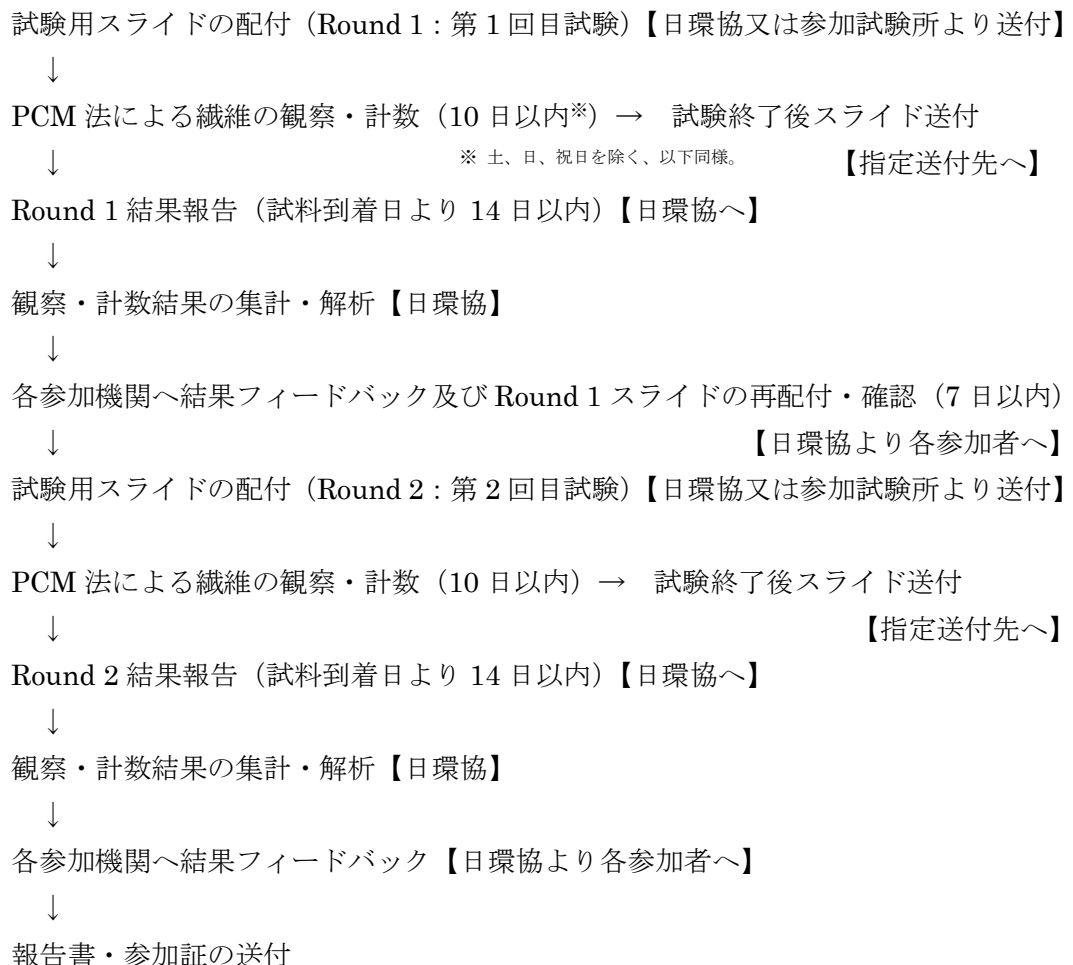 試験用スライドの配付（Round 1：第 1 回目試験）【日環協又は参加試験所より送付】
↓
PCM 法による繊維の観察・計数（10 日以内※）→　試験終了後スライド送付
↓　※ 土、日、祝日を除く、以下同様。　【指定送付先へ】
Round 1 結果報告（試料到着日より 14 日以内）【日環協へ】
↓
観察・計数結果の集計・解析【日環協】
↓
各参加機関へ結果フィードバック及び Round 1 スライドの再配付・確認（7 日以内）
↓　【日環協より各参加者へ】
試験用スライドの配付（Round 2：第 2 回目試験）【日環協又は参加試験所より送付】
↓
PCM 法による繊維の観察・計数（10 日以内）→　試験終了後スライド送付
↓　【指定送付先へ】
Round 2 結果報告（試料到着日より 14 日以内）【日環協へ】
↓
観察・計数結果の集計・解析【日環協】
↓
各参加機関へ結果フィードバック【日環協より各参加者へ】
↓
報告書・参加証の送付